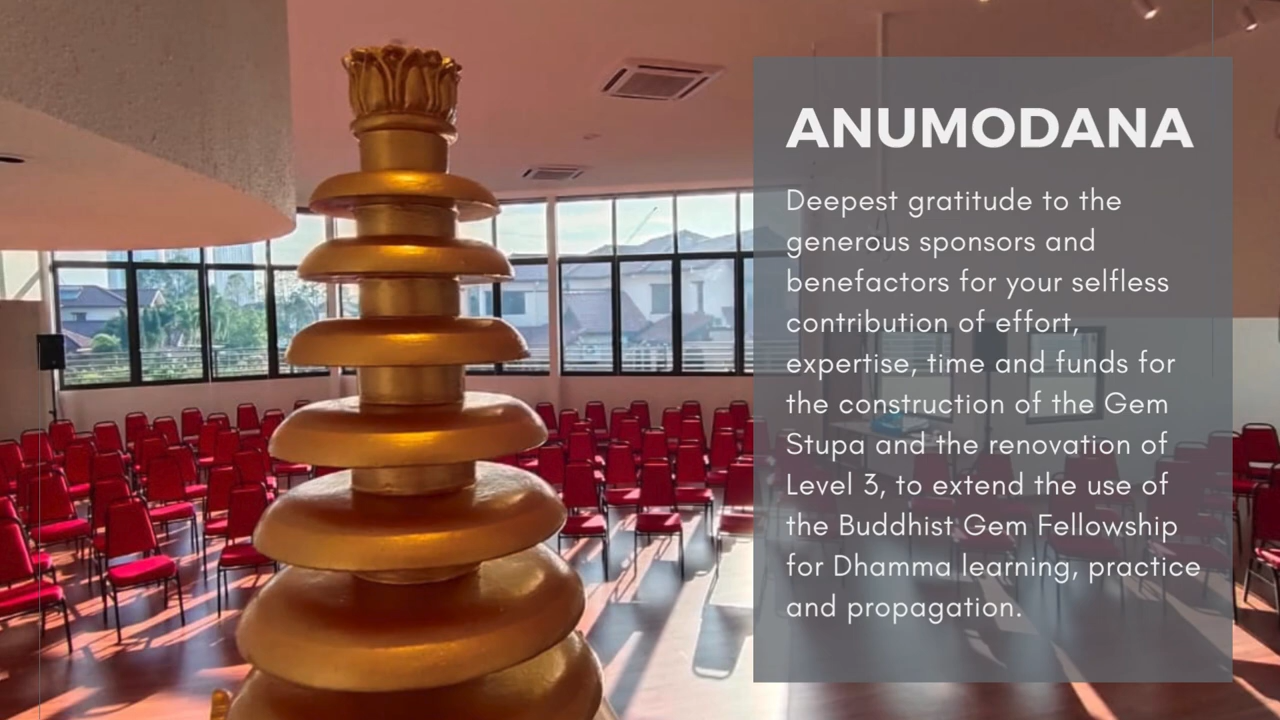 ANUMODANA
Deepest gratitude to the
generous sponsors and
benefactors for your selfless
contribution of effort,
expertise, time and funds for
the construction of the Gem
Stupa and the renovation of
Level 3, to extend the use of
the Buddhist Gem Fellowship
for Dhamma learning, practice
and propagation.